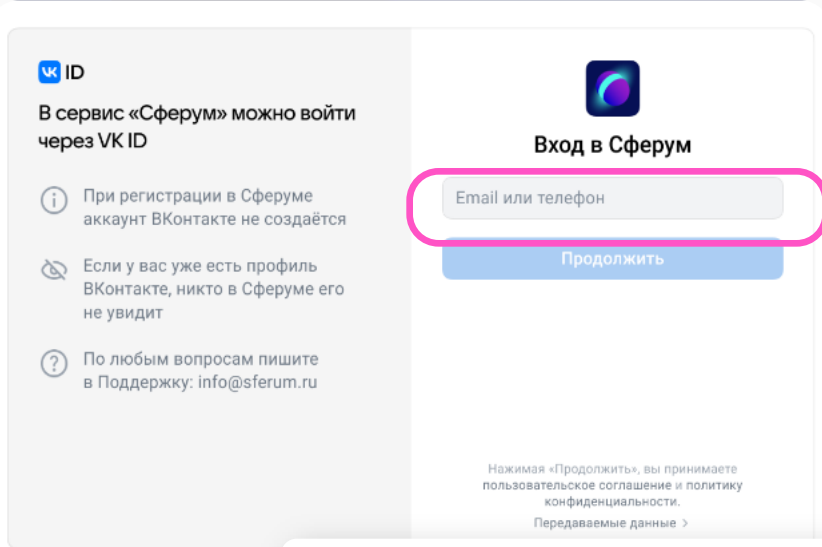 VK ID
В сервис «Сферум» можно войти
через VK ID
При регистрации в Сферуме
аккаунт ВКонтакте не создаётся
Если у вас уже есть профиль
ВКонтакте, никто в Сферуме его
не увидит
По любым вопросам пишите
в Поддержку: info@sferum.ru
Вход в Сферум
Email или телефон
Продолжить
Нажимая «Продолжить», вы принимаете
пользовательское соглашение и политику
конфиденциальности.
Передаваемые данные >